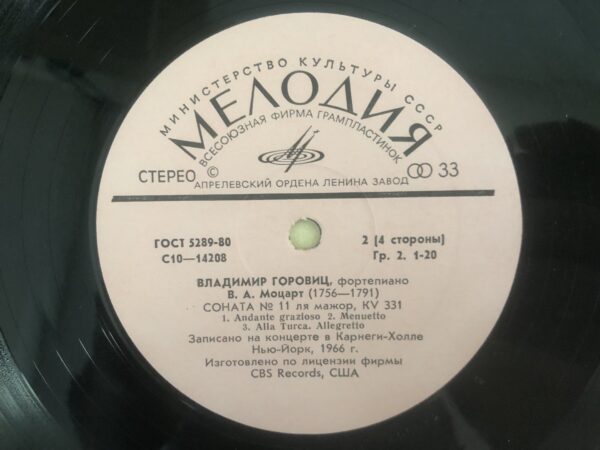 МИНИСТЕРСТВО КУЛЬТУРЫ СССР
МЕЛОДИЯ
ВСЕСОЮЗНАЯ ФИРМА ГРАМПЛАСТИНОК
СТЕРЕО © 33
АПРЕЛЕВСКИЙ ОРДЕНА ЛЕНИНА ЗАВОД
ГОСТ 5289-80 2 [4 стороны]
С10—14208 Гр. 2. 1-20
ВЛАДИМИР ГОРОВИЦ, фортепиано
В. А. Моцарт (1756—1791)
СОНАТА № 11 ля мажор, KV 331
1. Andante grazioso 2. Menuetto
3. Alla Turca. Allegretto
Записано на концерте в Карнеги-Холле
Нью-Йорк, 1966 г.
Изготовлено по лицензии фирмы
CBS Records, США